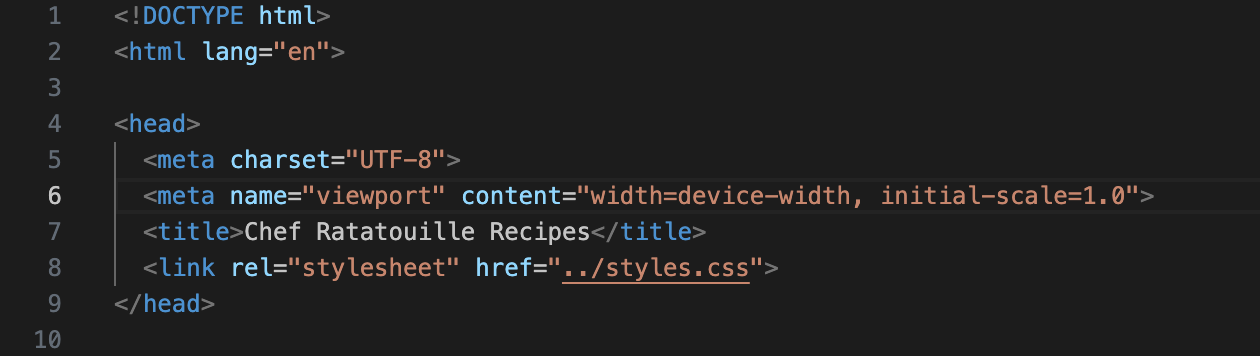 1 <!DOCTYPE html>
2 <html lang="en">
3
4 <head>
5 <meta charset="UTF-8">
6 <meta name="viewport" content="width=device-width, initial-scale=1.0">
7 <title>Chef Ratatouille Recipes</title>
8 <link rel="stylesheet" href="../styles.css">
9 </head>
10